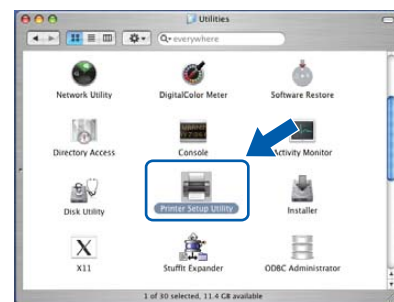 Utilities
everywhere
Network Utility
DigitalColor Meter
Software Restore
Directory Access
Console
Activity Monitor
Disk Utility
Printer Setup Utility
Installer
X11
StuffIt Expander
ODBC Administrator
1 of 30 selected, 11.4 GB available